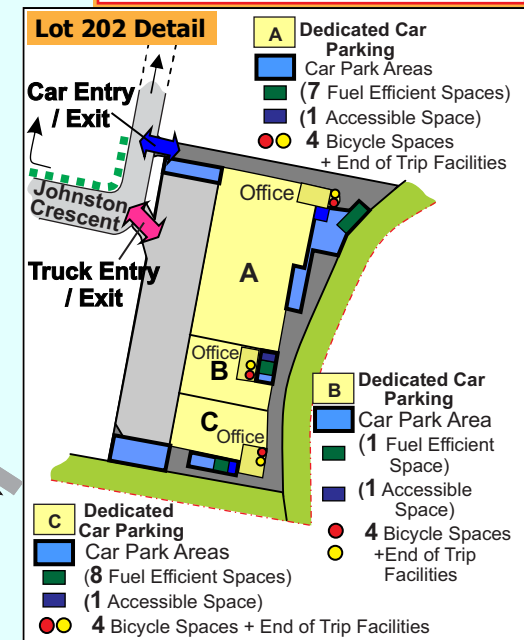 Lot 202 Detail
A
Dedicated Car
Parking
Car Park Areas
(7 Fuel Efficient Spaces)
(1 Accessible Space)
4 Bicycle Spaces
+ End of Trip Facilities
Car Entry
/ Exit
Johnston
Crescent
Truck Entry
/ Exit
Office
A
Office
B
C
Office
B
Dedicated Car
Parking
Car Park Area
(1 Fuel Efficient
Space)
(1 Accessible
Space)
4 Bicycle Spaces
+End of Trip
Facilities
C
Dedicated
Car Parking
Car Park Areas
(8 Fuel Efficient Spaces)
(1 Accessible Space)
4 Bicycle Spaces + End of Trip Facilities